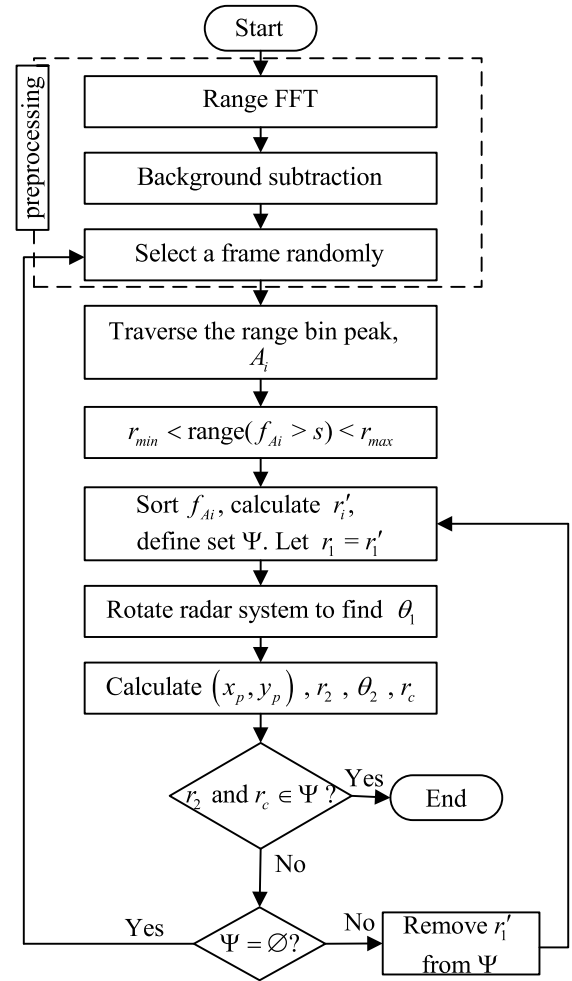 Start
preprocessing
Range FFT
Background subtraction
Select a frame randomly
Traverse the range bin peak,
A_i
r_min < range(f_Ai > s) < r_max
Sort f_Ai, calculate r_i′,
define set Ψ. Let r_1 = r_1′
Rotate radar system to find θ_1
Calculate (x_p, y_p) , r_2 , θ_2 , r_c
r_2 and r_c ∈ Ψ ?
Yes
End
No
Yes
Ψ = ∅?
No
Remove r_1′
from Ψ